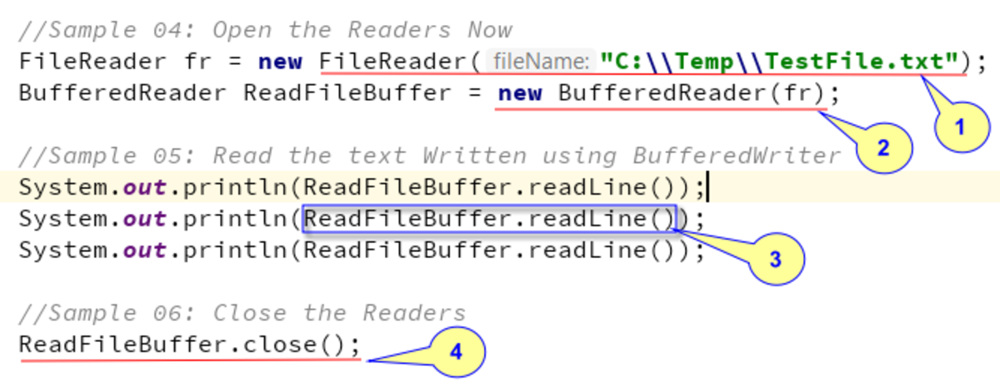 //Sample 04: Open the Readers Now
FileReader fr = new FileReader( fileName: "C:\\Temp\\TestFile.txt");
BufferedReader ReadFileBuffer = new BufferedReader(fr);
1
2
//Sample 05: Read the text Written using BufferedWriter
System.out.println(ReadFileBuffer.readLine());
System.out.println(ReadFileBuffer.readLine());
System.out.println(ReadFileBuffer.readLine());
3
//Sample 06: Close the Readers
ReadFileBuffer.close();
4